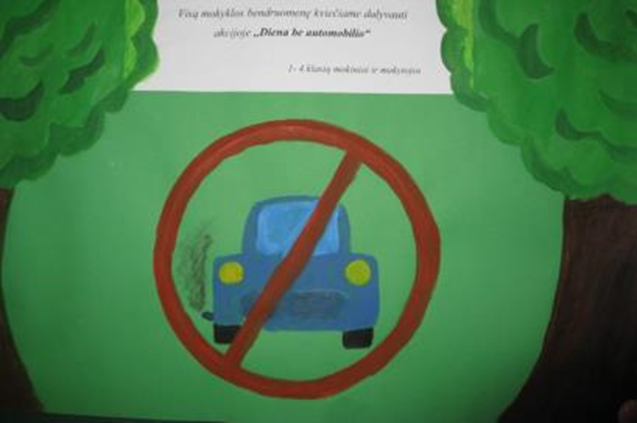 Visą mokyklos bendruomenę kviečiame dalyvauti
akcijoje „Diena be automobilio“
1- 4 klasių mokiniai ir mokytojai